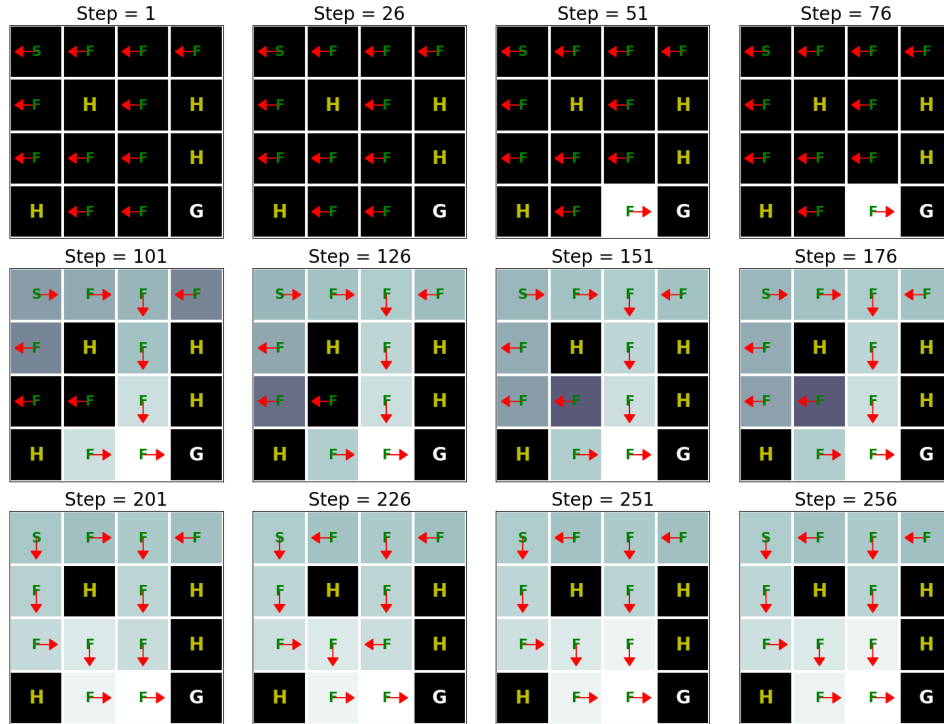 Step = 1 Step = 26 Step = 51 Step = 76
S F F F S F F F S F F F S F F F
F H F H F H F H F H F H F H F H
F F F H F F F H F F F H F F F H
H F F G H F F G H F F G H F F G
Step = 101 Step = 126 Step = 151 Step = 176
S F F F S F F F S F F F S F F F
F H F H F H F H F H F H F H F H
F F F H F F F H F F F H F F F H
H F F G H F F G H F F G H F F G
Step = 201 Step = 226 Step = 251 Step = 256
S F F F S F F F S F F F S F F F
F H F H F H F H F H F H F H F H
F F F H F F F H F F F H F F F H
H F F G H F F G H F F G H F F G